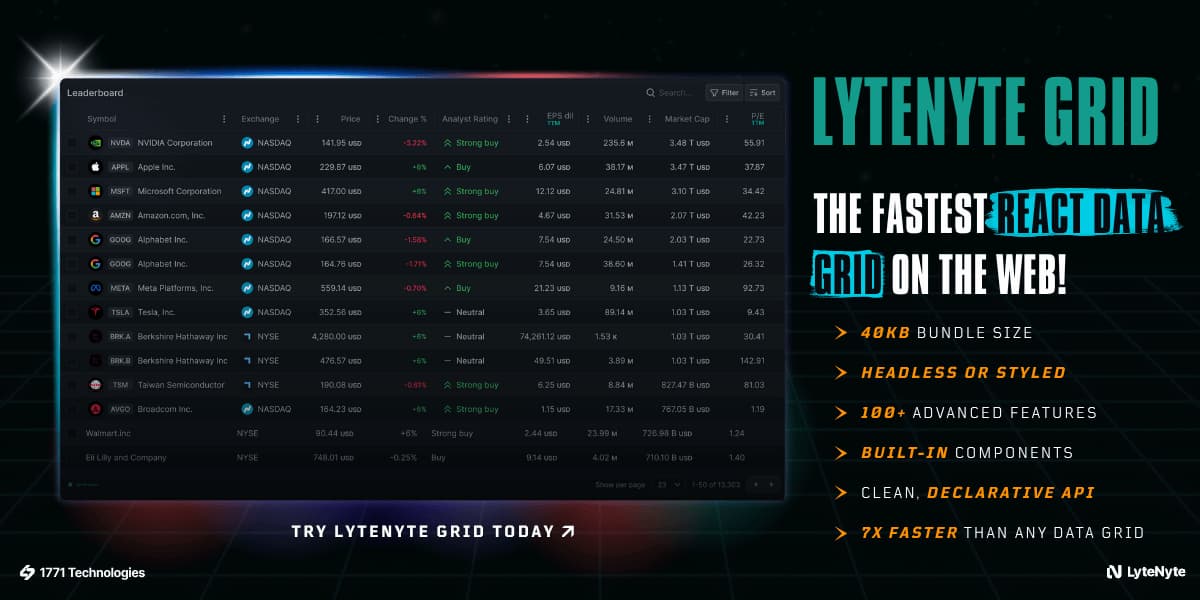 Leaderboard
Search...
Filter
Sort
Symbol Exchange Price Change % Analyst Rating EPS dil TTM Volume Market Cap P/E TTM
NVDA NVIDIA Corporation NASDAQ 141.95 USD -3.22% Strong buy 2.54 USD 235.6 M 3.48 T USD 55.91
APPL Apple Inc. NASDAQ 229.87 USD +6% Buy 6.07 USD 38.17 M 3.47 T USD 37.87
MSFT Microsoft Corporation NASDAQ 417.00 USD +6% Strong buy 12.12 USD 24.81 M 3.10 T USD 34.42
a AMZN Amazon.com, Inc. NASDAQ 197.12 USD -0.64% Strong buy 4.67 USD 31.53 M 2.07 T USD 42.23
GOOG Alphabet Inc. NASDAQ 166.57 USD -1.58% Buy 7.54 USD 24.50 M 2.03 T USD 22.73
GOOG Alphabet Inc. NASDAQ 164.76 USD -1.71% Strong buy 7.54 USD 38.60 M 1.41 T USD 26.32
META Meta Platforms, Inc. NASDAQ 559.14 USD -0.70% Buy 21.23 USD 9.16 M 1.13 T USD 92.73
TSLA Tesla, Inc. NASDAQ 352.56 USD +6% Neutral 3.65 USD 89.14 M 1.03 T USD 9.43
BRK.A Berkshire Hathaway Inc NYSE 4,280.00 USD +6% Neutral 74,261.12 USD 1.53 K 1.03 T USD 30.41
BRK.B Berkshire Hathaway Inc NYSE 476.57 USD +6% Neutral 49.51 USD 3.89 M 1.03 T USD 142.91
TSM Taiwan Semiconductor NYSE 190.08 USD -0.61% Strong buy 6.25 USD 8.84 M 827.47 B USD 81.03
AVGO Broadcom Inc. NASDAQ 164.23 USD +6% Strong buy 1.15 USD 17.33 M 767.05 B USD 1.19
Walmart.inc NYSE 90.44 USD +6% Strong buy 2.44 USD 23.99 M 726.98 B USD 1.24
Eli Lilly and Company NYSE 748.01 USD -0.25% Buy 9.14 USD 4.02 M 710.10 B USD 1.40
Show per page 23 1-50 of 13,303
TRY LYTENYTE GRID TODAY
1771 Technologies
LYTENYTE GRID
THE FASTEST REACT DATA
GRID ON THE WEB!
40KB BUNDLE SIZE
HEADLESS OR STYLED
100+ ADVANCED FEATURES
BUILT-IN COMPONENTS
CLEAN, DECLARATIVE API
7X FASTER THAN ANY DATA GRID
LyteNyte